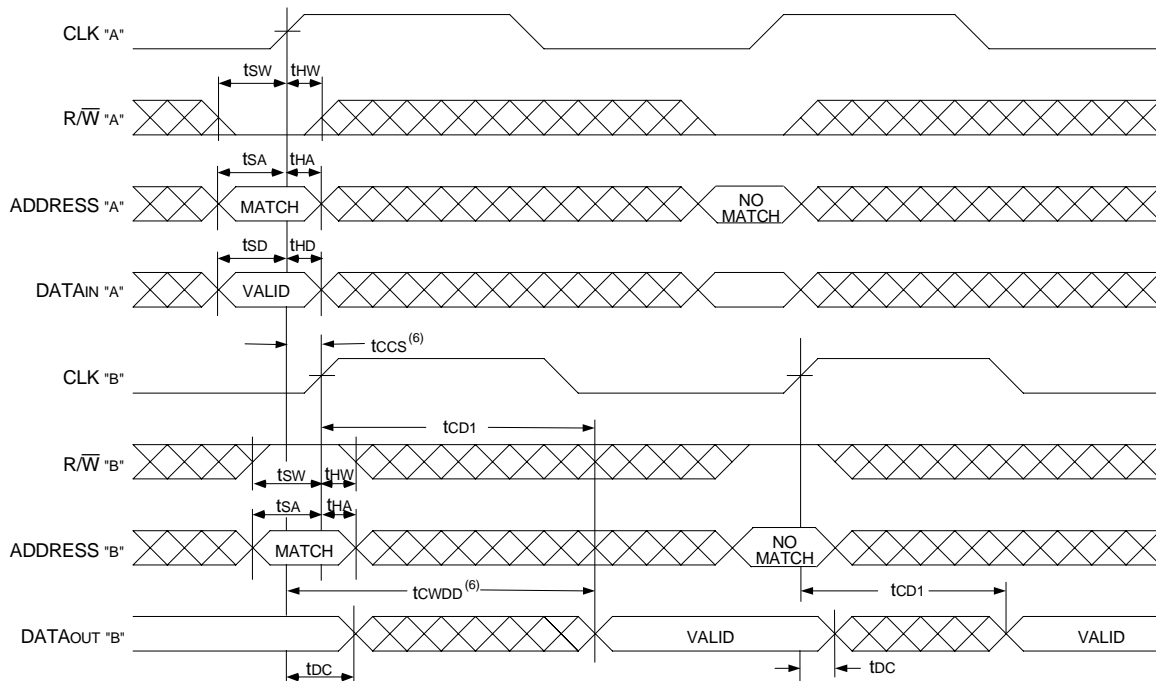 CLK "A"
tSW tHW
R/W̅ "A"
tSA tHA
ADDRESS "A" MATCH NO MATCH
tSD tHD
DATAIN "A" VALID
tCCS(6)
CLK "B"
tCD1
R/W̅ "B"
tSW tHW
tSA tHA
ADDRESS "B" MATCH NO MATCH
tCWDD(6) tCD1
DATAOUT "B" VALID VALID
tDC tDC